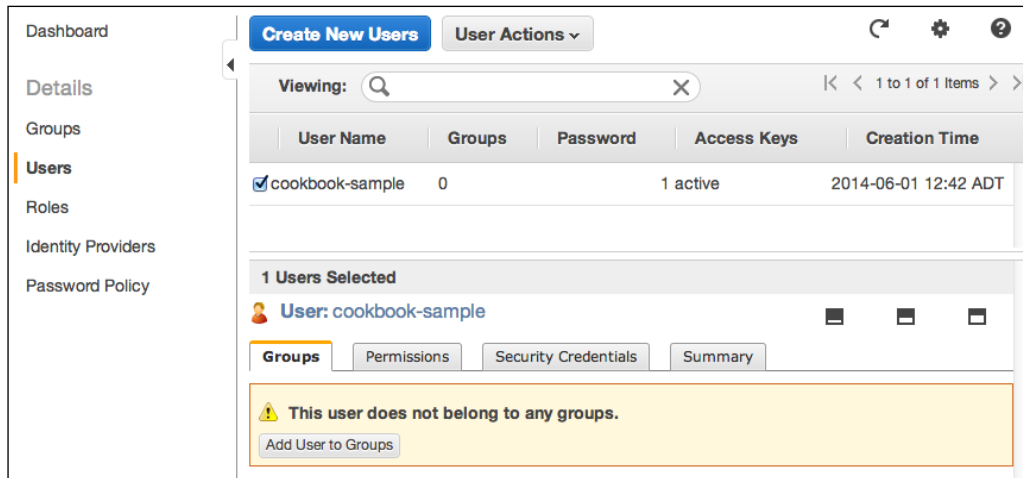 Dashboard
Details
Groups
Users
Roles
Identity Providers
Password Policy
Create New Users User Actions
Viewing: 1 to 1 of 1 Items
User Name Groups Password Access Keys Creation Time
cookbook-sample 0 1 active 2014-06-01 12:42 ADT
1 Users Selected
User: cookbook-sample
Groups Permissions Security Credentials Summary
This user does not belong to any groups.
Add User to Groups